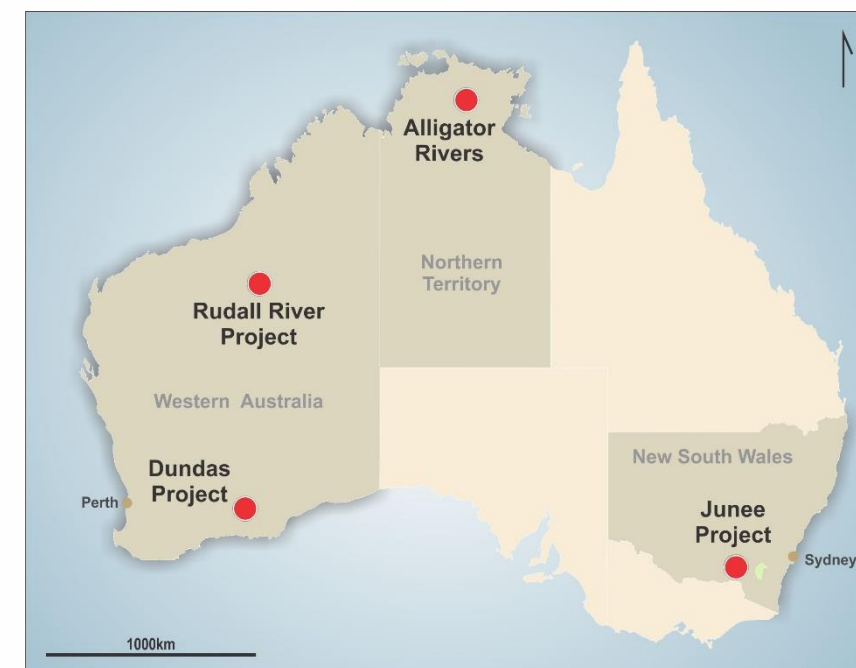 Alligator
Rivers
Northern
Territory
Rudall River
Project
Western Australia
New South Wales
Dundas
Project
Perth
Junee
Project
Sydney
1000km